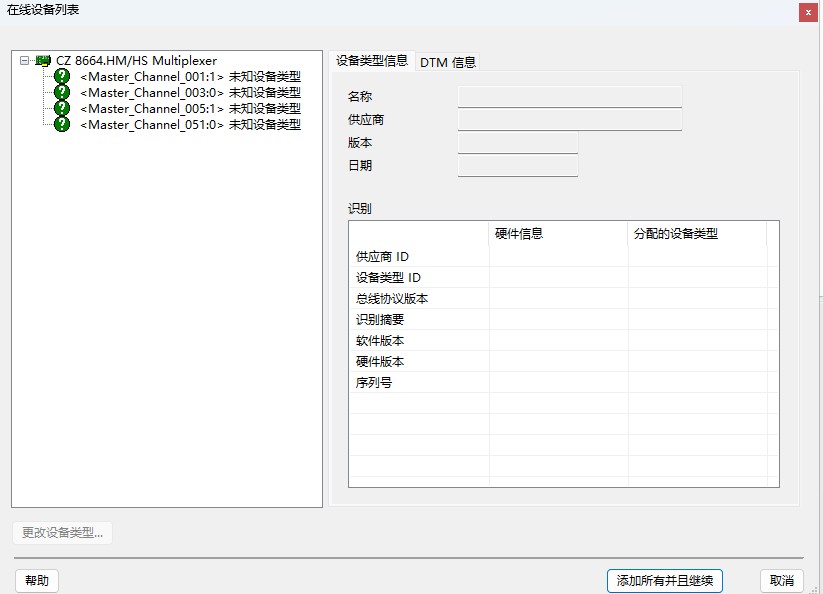 在线设备列表
x
CZ 8664.HM/HS Multiplexer
<Master_Channel_001:1> 未知设备类型
<Master_Channel_003:0> 未知设备类型
<Master_Channel_005:1> 未知设备类型
<Master_Channel_051:0> 未知设备类型
设备类型信息 DTM 信息
名称
供应商
版本
日期
识别
硬件信息 分配的设备类型
供应商 ID
设备类型 ID
总线协议版本
识别摘要
软件版本
硬件版本
序列号
更改设备类型...
帮助 添加所有并且继续 取消